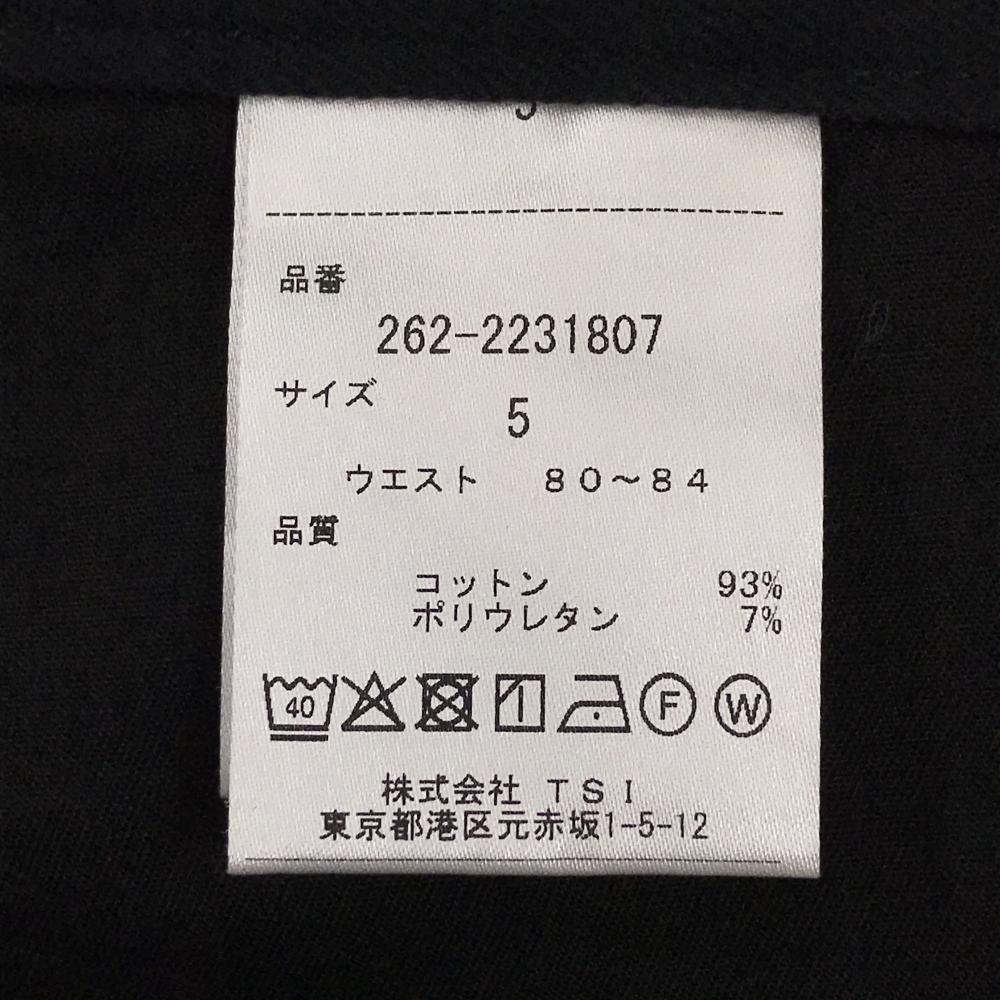 品番
262-2231807
サイズ
5
ウエスト 80～84
品質
コットン 93%
ポリウレタン 7%
40 F W
株式会社 TSI
東京都港区元赤坂1-5-12